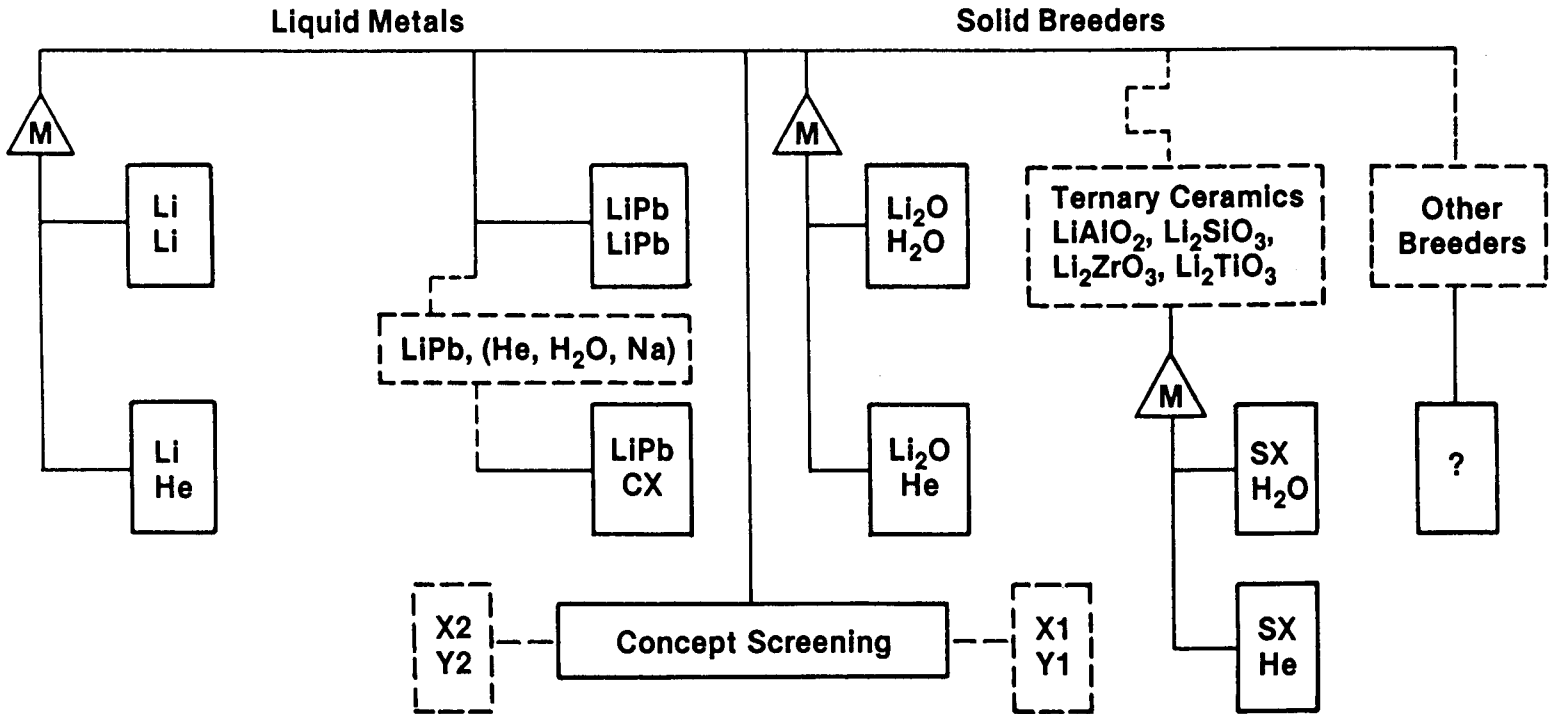 Liquid Metals
Solid Breeders
M
M
Li
Li
LiPb
LiPb
Li₂O
H₂O
Ternary Ceramics
LiAlO₂, Li₂SiO₃,
Li₂ZrO₃, Li₂TiO₃
Other
Breeders
LiPb, (He, H₂O, Na)
M
Li
He
LiPb
CX
Li₂O
He
SX
H₂O
?
X2
Y2
Concept Screening
X1
Y1
SX
He